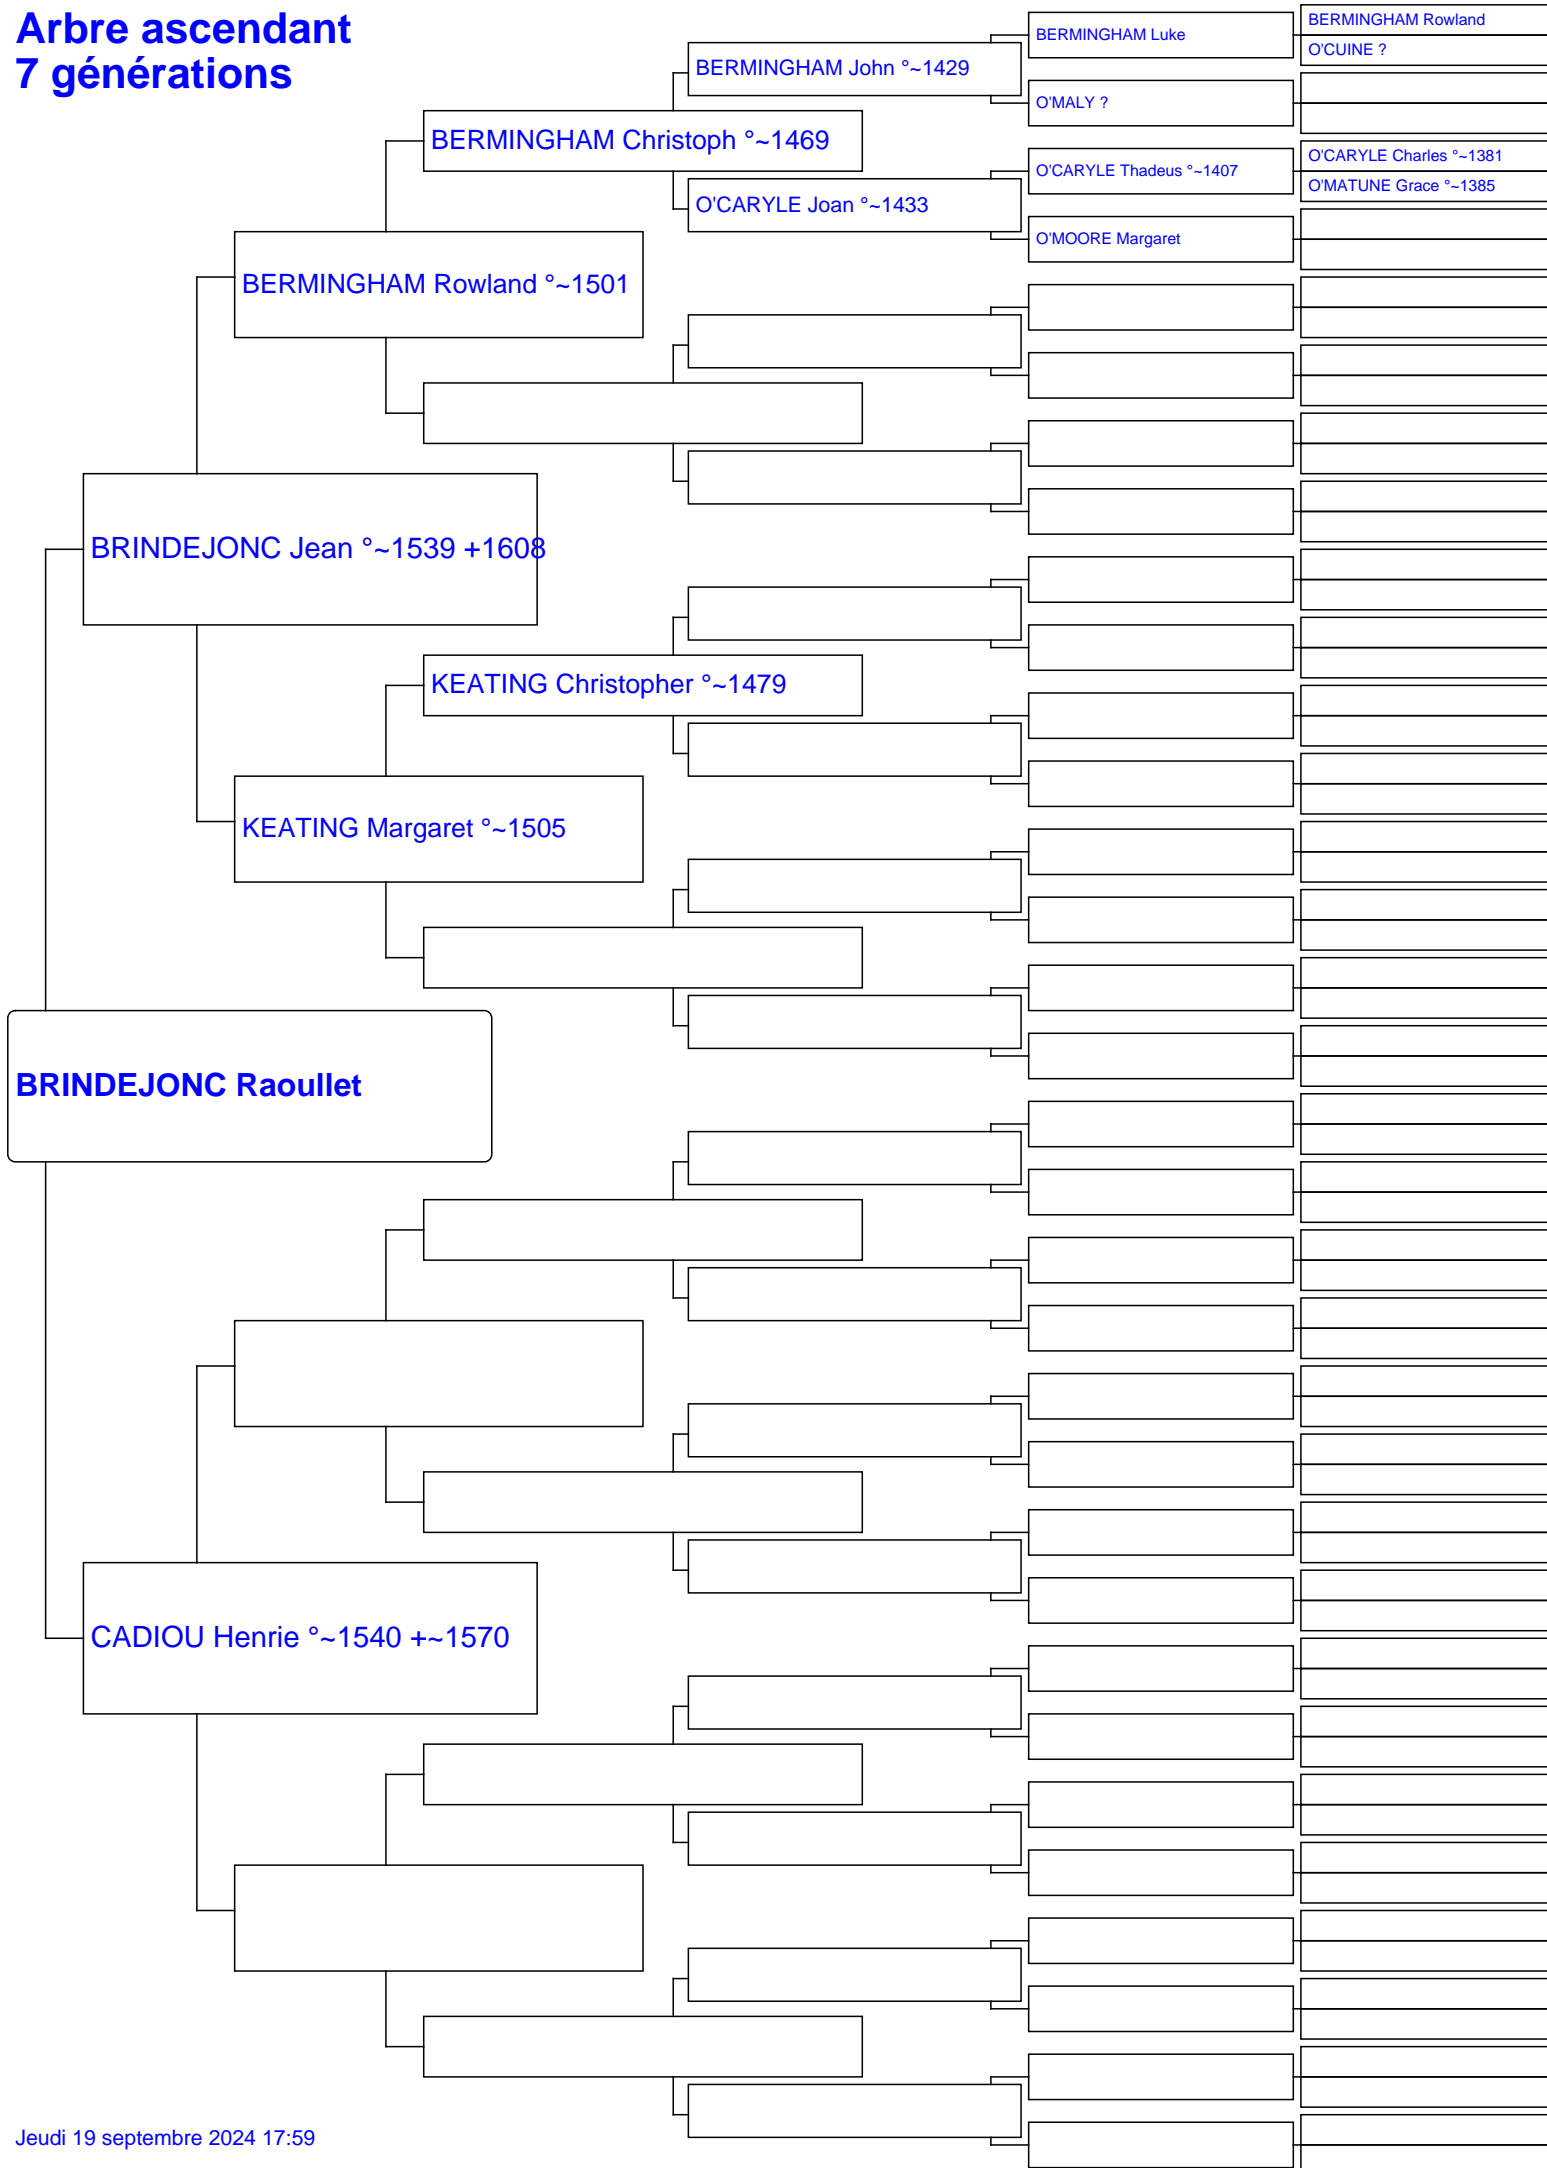 Arbre ascendant
7 générations
BERMINGHAM Rowland
O'CUINE ?
BERMINGHAM Luke
BERMINGHAM John °~1429
O'MALY ?
BERMINGHAM Christoph °~1469
O'CARYLE Charles °~1381
O'MATUNE Grace °~1385
O'CARYLE Thadeus °~1407
O'CARYLE Joan °~1433
O'MOORE Margaret
BERMINGHAM Rowland °~1501
BRINDEJONC Jean °~1539 +1608
KEATING Christopher °~1479
KEATING Margaret °~1505
BRINDEJONC Raoullet
CADIOU Henrie °~1540 +~1570
Jeudi 19 septembre 2024 17:59